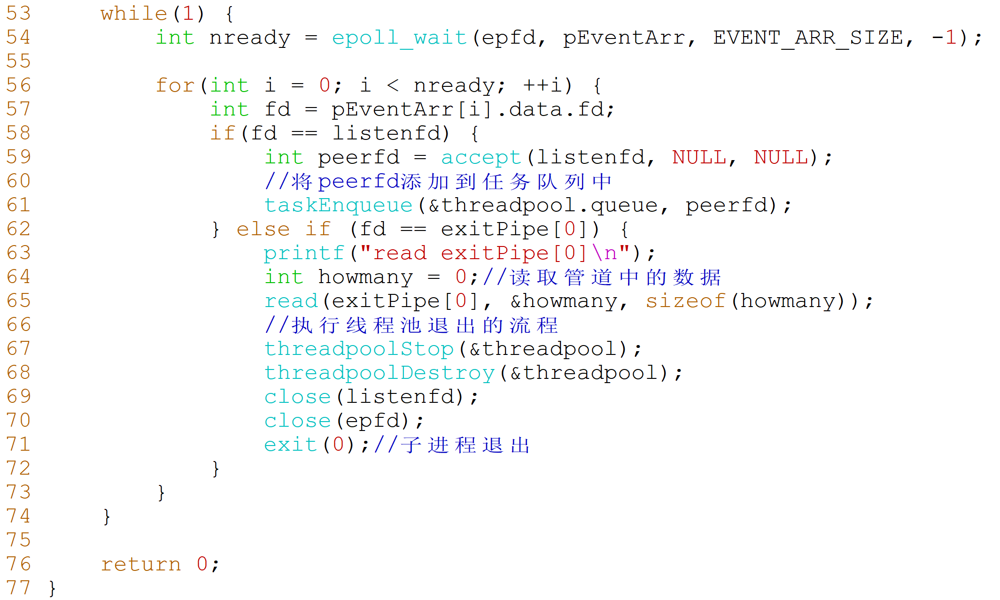 53     while(1) {
54         int nready = epoll_wait(epfd, pEventArr, EVENT_ARR_SIZE, -1);
55
56         for(int i = 0; i < nready; ++i) {
57             int fd = pEventArr[i].data.fd;
58             if(fd == listenfd) {
59                 int peerfd = accept(listenfd, NULL, NULL);
60                 //将peerfd添加到任务队列中
61                 taskEnqueue(&threadpool.queue, peerfd);
62             } else if (fd == exitPipe[0]) {
63                 printf("read exitPipe[0]\n");
64                 int howmany = 0;//读取管道中的数据
65                 read(exitPipe[0], &howmany, sizeof(howmany));
66                 //执行线程池退出的流程
67                 threadpoolStop(&threadpool);
68                 threadpoolDestroy(&threadpool);
69                 close(listenfd);
70                 close(epfd);
71                 exit(0);//子进程退出
72             }
73         }
74     }
75
76     return 0;
77 }